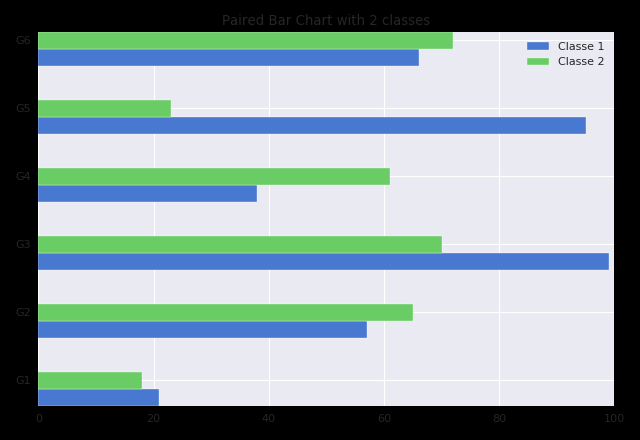 Paired Bar Chart with 2 classes
G6
Classe 1
Classe 2
G5
G4
G3
G2
G1
0 20 40 60 80 100